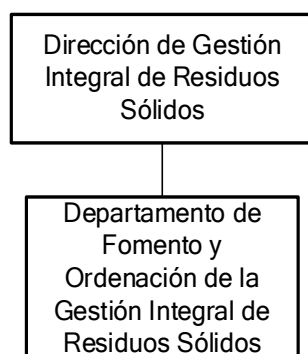 Dirección de Gestión
Integral de Residuos
Sólidos
Departamento de
Fomento y
Ordenación de la
Gestión Integral de
Residuos Sólidos